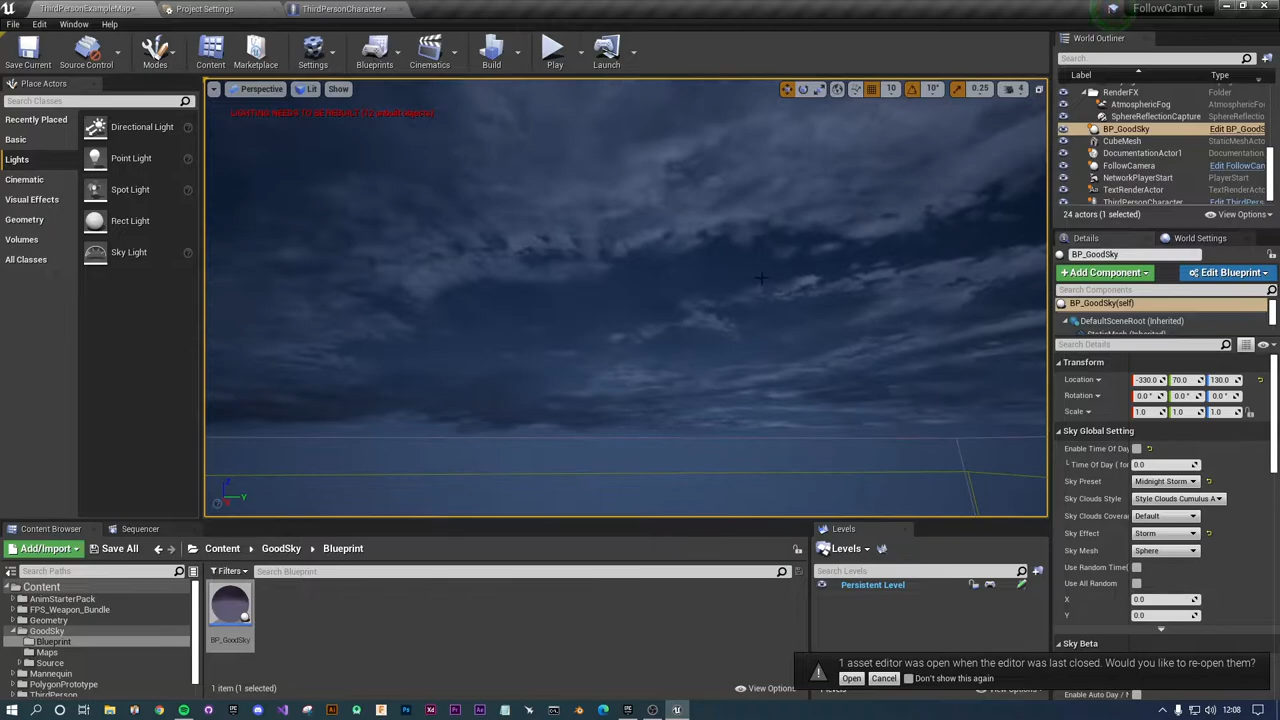 ThirdPersonExampleMap*
Project Settings
ThirdPersonCharacter*
FollowCamTut
File Edit Window Help
Save Current
Source Control
Modes
Content
Marketplace
Settings
Blueprints
Cinematics
Build
Play
Launch
Place Actors
Search Classes
Recently Placed
Basic
Lights
Cinematic
Visual Effects
Geometry
Volumes
All Classes
Directional Light
Point Light
Spot Light
Rect Light
Sky Light
Perspective Lit Show
10 10° 0.25 4
LIGHTING NEEDS TO BE REBUILT
World Outliner
Search.
Label Type
RenderFX Folder
AtmosphericFog AtmosphericFog
SphereReflectionCapture SphereReflectionCapture
BP_GoodSky Edit BP_GoodS
CubeMesh StaticMeshActo
DocumentationActor1 Documentation
FollowCamera Edit FollowCan
NetworkPlayerStart PlayerStart
TextRenderActor TextRenderActor
ThirdPersonCharacter Edit ThirdPers
24 actors (1 selected) View Options
Details World Settings
BP_GoodSky
+ Add Component Edit Blueprint
Search Components
BP_GoodSky(self)
DefaultSceneRoot (Inherited)
StaticMesh (Inherited)
Search Details
Transform
Location -330.0 70.0 130.0
Rotation 0.0 ° 0.0 ° 0.0 °
Scale 1.0 1.0 1.0
Sky Global Setting
Enable Time Of Day
Time Of Day ( for 0.0
Sky Preset Midnight Storm
Sky Clouds Style Style Clouds Cumulus A
Sky Clouds Covera Default
Sky Effect Storm
Sky Mesh Sphere
Use Random Time(
Use All Random
X 0.0
Y 0.0
Sky Beta
Enable Auto Day / N
Content Browser Sequencer
Add/Import Save All Content GoodSky Blueprint
Search Paths
Filters Search Blueprint
Content
AnimStarterPack
FPS_Weapon_Bundle
Geometry
GoodSky
Blueprint
Maps
Source
Mannequin
PolygonPrototype
ThirdPerson
BP_GoodSky
1 item (1 selected) View Options
Levels
Levels
Search Levels
Persistent Level
1 asset editor was open when the editor was last closed. Would you like to re-open them?
Open Cancel Don't show this again
12:08